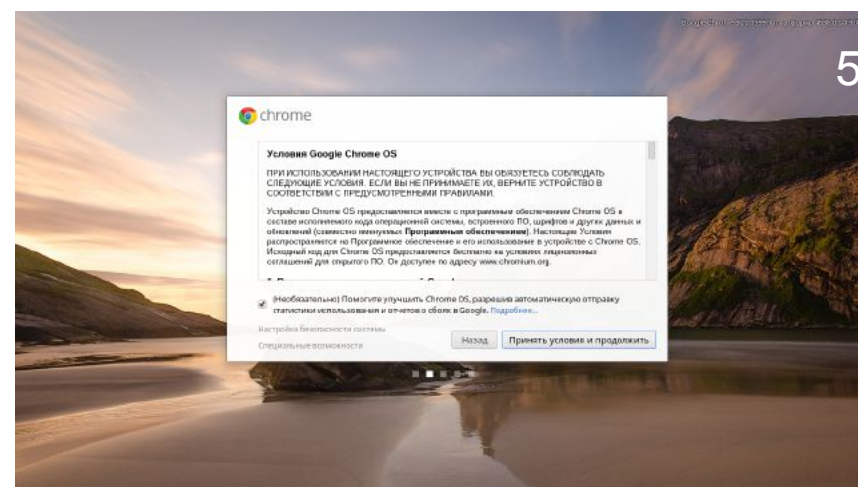 5
chrome
Условия Google Chrome OS
ПРИ ИСПОЛЬЗОВАНИИ НАСТОЯЩЕГО УСТРОЙСТВА ВЫ ОБЯЗУЕТЕСЬ СОБЛЮДАТЬ
СЛЕДУЮЩИЕ УСЛОВИЯ. ЕСЛИ ВЫ НЕ ПРИНИМАЕТЕ ИХ, ВЕРНИТЕ УСТРОЙСТВО В
СООТВЕТСТВИИ С ПРЕДУСМОТРЕННЫМИ ПРАВИЛАМИ.
Устройство Chrome OS предоставляется вместе с программным обеспечением Chrome OS в
составе исполняемого кода операционной системы, встроенного ПО, шрифтов и других данных и
обновлений (совместно именуемых Программным обеспечением). Настоящие Условия
распространяются на Программное обеспечение и его использование в устройстве с Chrome OS.
Исходный код для Chrome OS предоставляется бесплатно на условиях лицензионных
соглашений для открытого ПО. Он доступен по адресу www.chromium.org.
(Необязательно) Помогите улучшить Chrome OS, разрешив автоматическую отправку
статистики использования и отчетов о сбоях в Google. Подробнее...
Настройка безопасности системы
Специальные возможности
Назад
Принять условия и продолжить